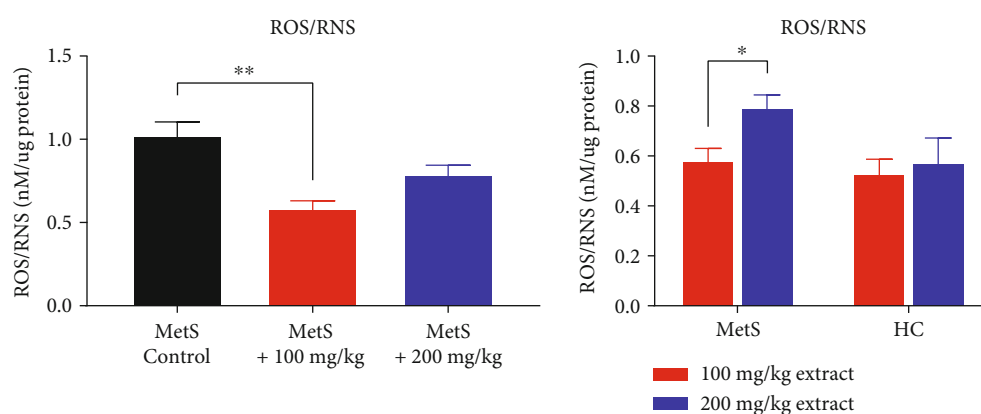 ROS/RNS
ROS/RNS (nM/ug protein)
1.5
1.0
0.5
0.0
**
MetS
Control
MetS
+ 100 mg/kg
MetS
+ 200 mg/kg
ROS/RNS
ROS/RNS (nM/ug protein)
1.0
0.8
0.6
0.4
0.2
0.0
*
MetS
HC
100 mg/kg extract
200 mg/kg extract